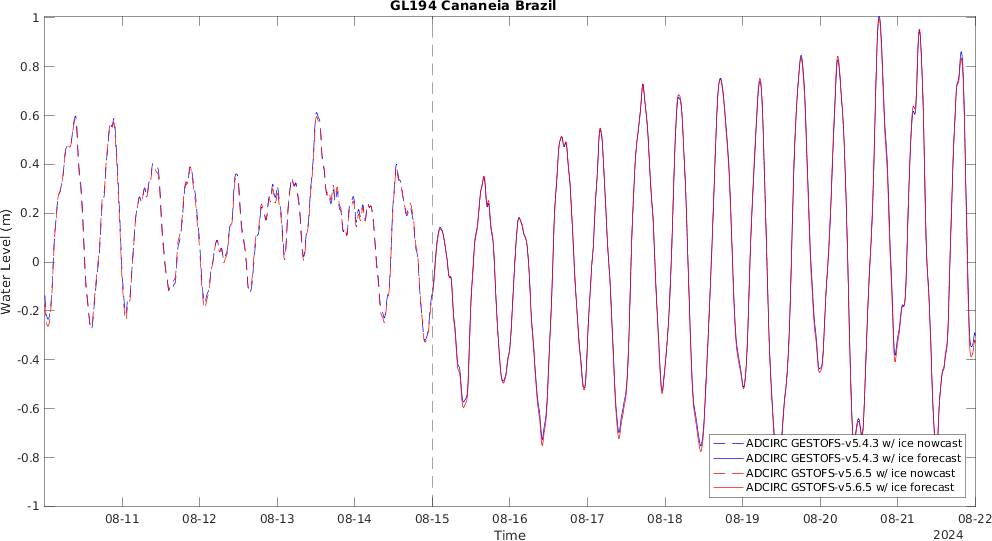 GL194 Cananeia Brazil
1
0.8
0.6
0.4
0.2
0
-0.2
-0.4
-0.6
-0.8
-1
Water Level (m)
ADCIRC GESTOFS-v5.4.3 w/ ice nowcast
ADCIRC GESTOFS-v5.4.3 w/ ice forecast
ADCIRC GSTOFS-v5.6.5 w/ ice nowcast
ADCIRC GSTOFS-v5.6.5 w/ ice forecast
08-11 08-12 08-13 08-14 08-15 08-16 08-17 08-18 08-19 08-20 08-21 08-22
Time
2024